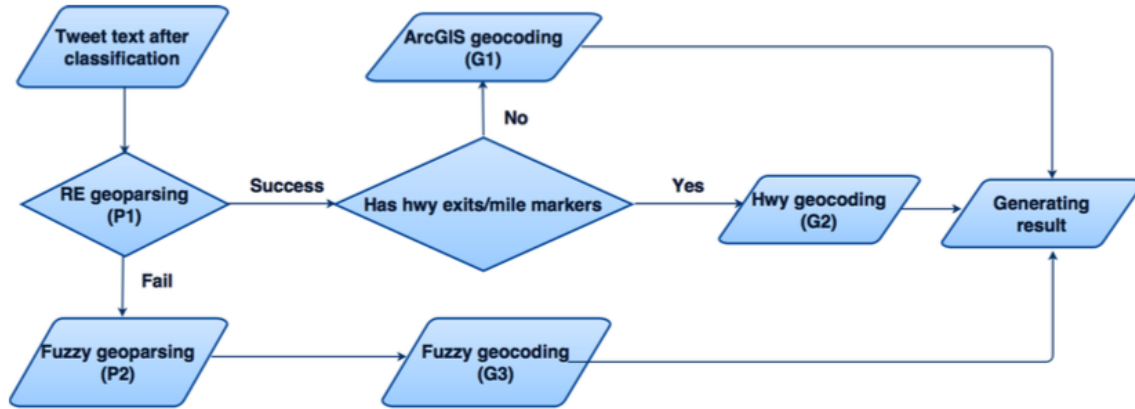 Tweet text after
classification
ArcGIS geocoding
(G1)
No
RE geoparsing
(P1)
Success
Has hwy exits/mile markers
Yes
Hwy geocoding
(G2)
Generating
result
Fail
Fuzzy geoparsing
(P2)
Fuzzy geocoding
(G3)